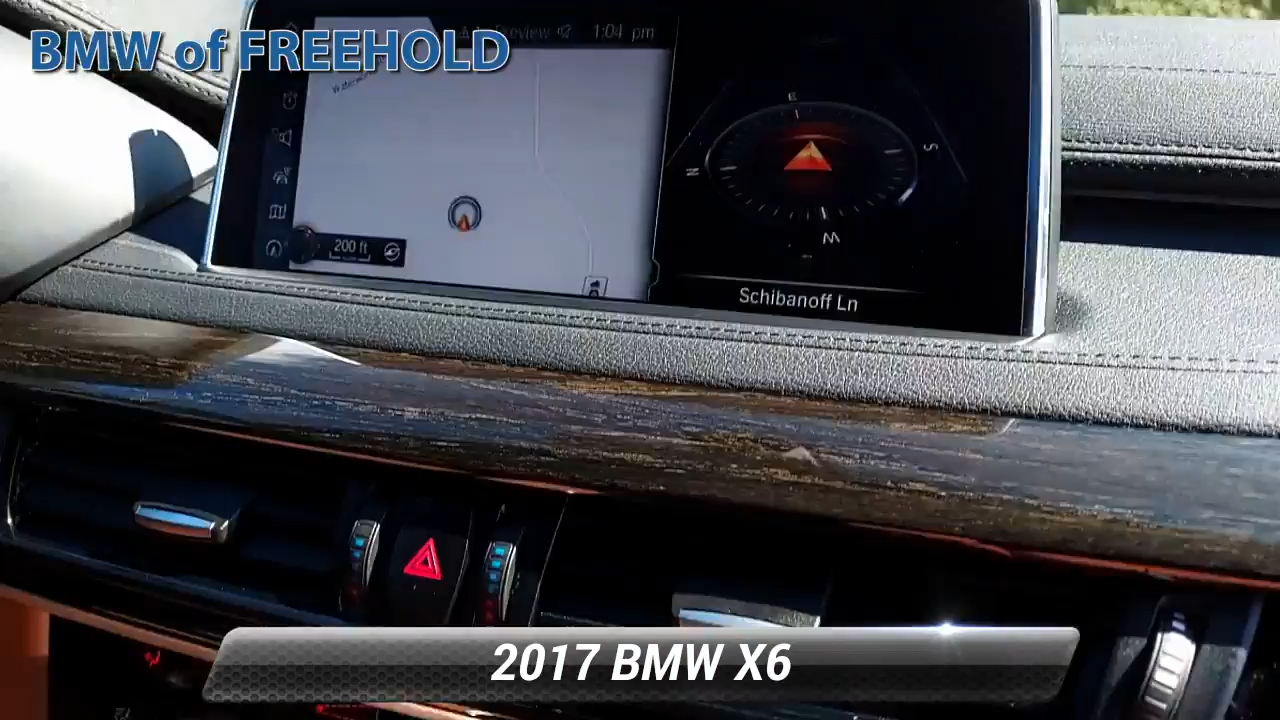 BMW of FREEHOLD
1:04 pm
E
N
S
W
200 ft
Schibanoff Ln
2017 BMW X6